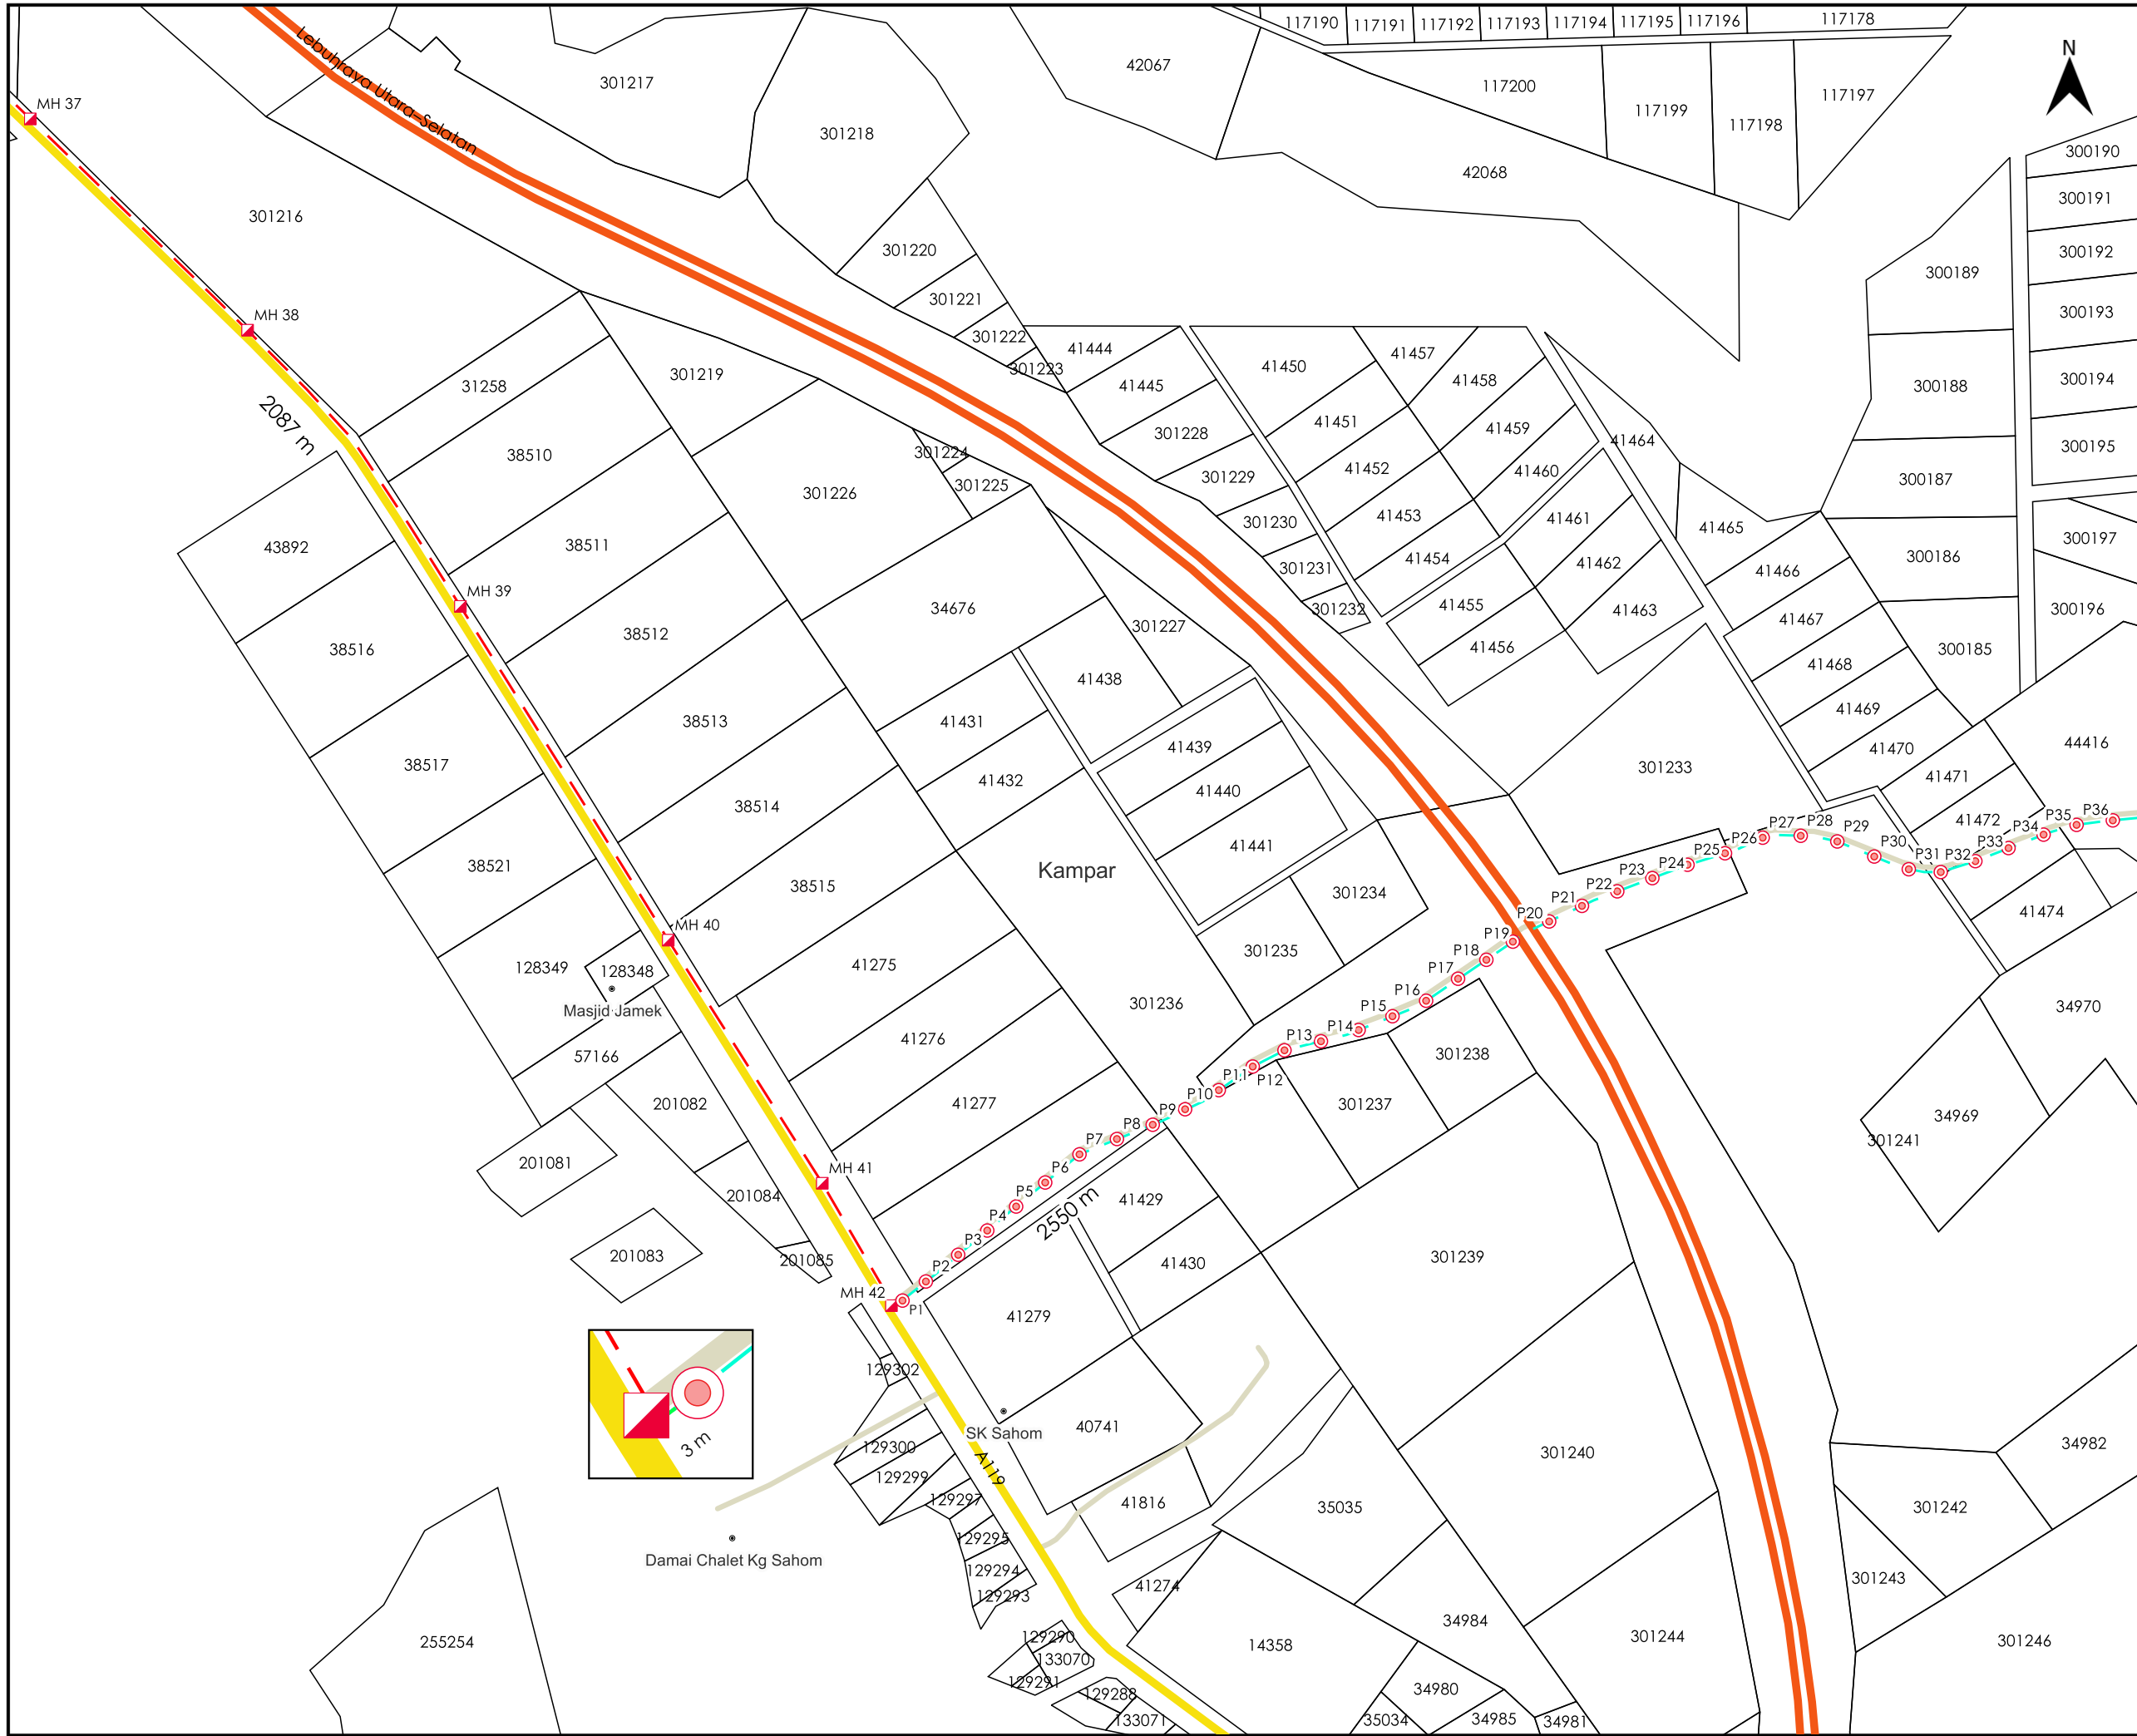 117190
117191
117192
117193
117194
117195
117196
117178
N
Lebuhraya Utara-Selatan
MH 37
301217
42067
117200
117199
117198
117197
301218
42068
300190
300191
300192
300193
300194
300195
300189
300188
300187
301216
301220
301221
301222
301223
MH 38
31258
301219
41444
41445
41450
41457
41458
41451
41459
41464
2087 m
38510
301226
301224
301225
301228
301229
41452
41460
41453
41461
41465
43892
38511
301230
301231
301232
41454
41462
41466
300186
300197
MH 39
38516
38512
34676
301227
41455
41463
41456
41467
41468
300185
300196
38517
38513
41431
41438
41439
41469
41470
44416
38514
41432
41440
301233
41471
41472
38521
38515
Kampar
41441
301234
P20
P21
P22
P23
P24
P25
P26
P27
P28
P29
P30
P31
P32
P33
P34
P35
P36
41474
MH 40
128349
128348
Masjid Jamek
41275
301236
301235
P19
P18
P17
P16
P15
P14
P13
P12
P11
P10
P9
P8
P7
P6
P5
P4
P3
P2
P1
34970
57166
41276
301238
301237
34969
301241
201082
41277
201081
MH 41
201084
2550 m
41429
41430
301239
201083
201085
MH 42
41279
3 m
129302
SK Sahom
40741
A119
129300
129299
129297
129295
129294
129293
41816
35035
301240
34982
301242
301243
Damai Chalet Kg Sahom
41274
255254
129290
133070
129291
129288
133071
14358
34984
301244
301246
34980
35034
34985
34981